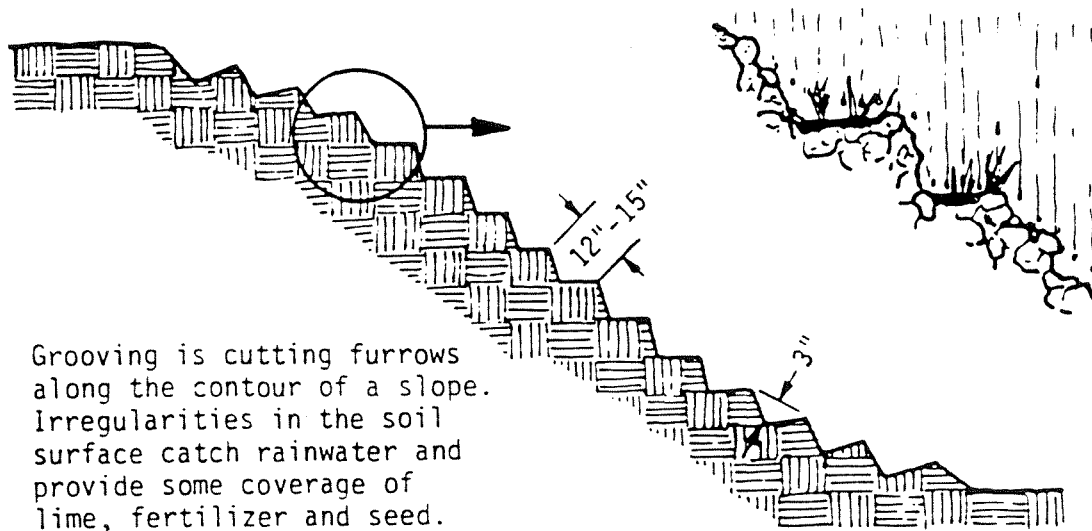 12"-15"
3"
Grooving is cutting furrows
along the contour of a slope.
Irregularities in the soil
surface catch rainwater and
provide some coverage of
lime, fertilizer and seed.